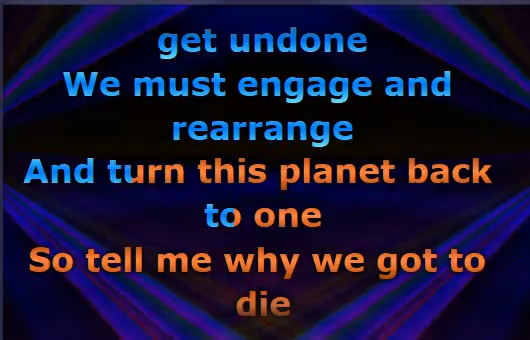 get undone
We must engage and
rearrange
And turn this planet back
to one
So tell me why we got to
die